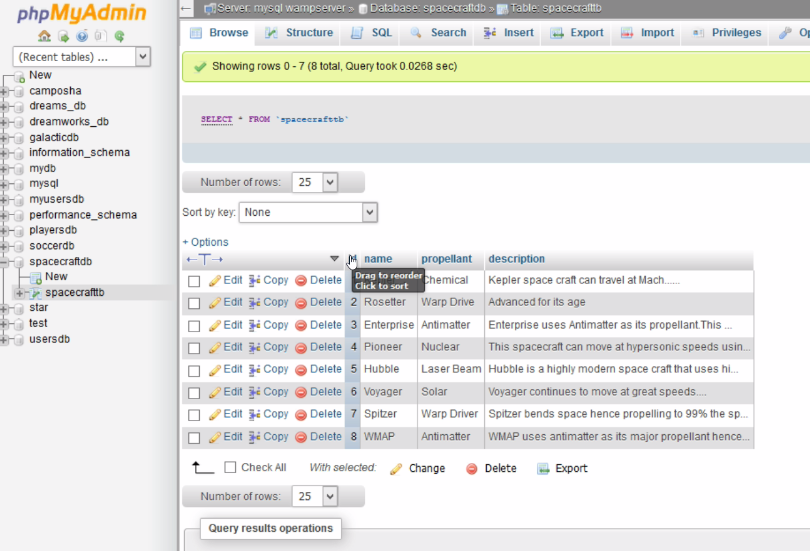 phpMyAdmin
(Recent tables) ...
New
camposha
dreams_db
dreamworks_db
galacticdb
information_schema
mydb
mysql
myusersdb
performance_schema
playersdb
soccerdb
spacecraftdb
New
spacecrafttb
star
test
usersdb
Server: mysql wampserver » Database: spacecraftdb » Table: spacecrafttb
Browse Structure SQL Search Insert Export Import Privileges Op
Showing rows 0 - 7 (8 total, Query took 0.0268 sec)
SELECT * FROM `spacecrafttb`
Number of rows: 25
Sort by key: None
+ Options
name propellant description
Drag to reorder
Click to sort
Edit Copy Delete Chemical Kepler space craft can travel at Mach......
Edit Copy Delete 2 Rosetter Warp Drive Advanced for its age
Edit Copy Delete 3 Enterprise Antimatter Enterprise uses Antimatter as its propellant.This ...
Edit Copy Delete 4 Pioneer Nuclear This spacecraft can move at hypersonic speeds usin...
Edit Copy Delete 5 Hubble Laser Beam Hubble is a highly modern space craft that uses hi...
Edit Copy Delete 6 Voyager Solar Voyager continues to move at great speeds....
Edit Copy Delete 7 Spitzer Warp Driver Spitzer bends space hence propelling to 99% the sp...
Edit Copy Delete 8 WMAP Antimatter WMAP uses antimatter as its major propellant hence...
Check All With selected: Change Delete Export
Number of rows: 25
Query results operations